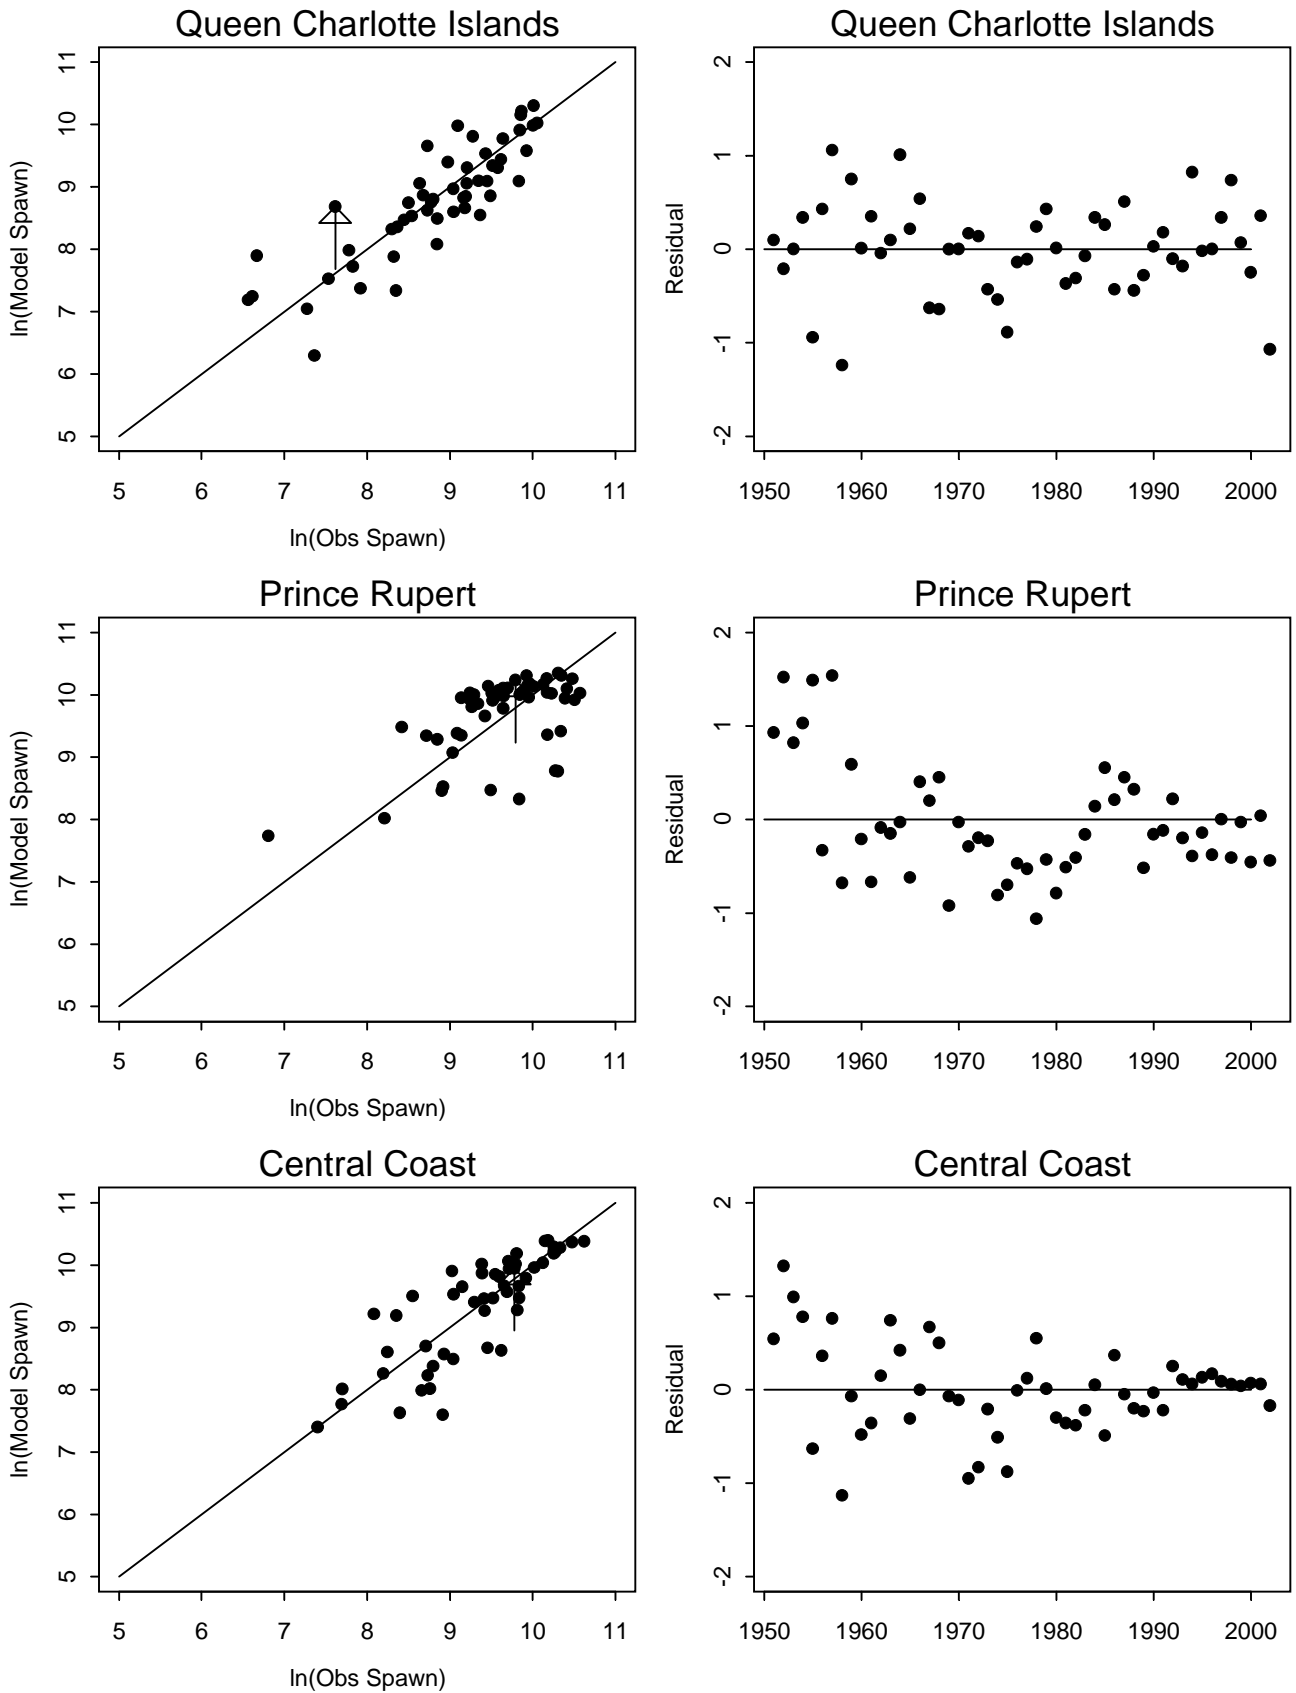 Queen Charlotte Islands
ln(Model Spawn)
11
10
9
8
7
6
5
5 6 7 8 9 10 11
ln(Obs Spawn)
Queen Charlotte Islands
Residual
2
1
0
-1
-2
1950 1960 1970 1980 1990 2000
Prince Rupert
ln(Model Spawn)
11
10
9
8
7
6
5
5 6 7 8 9 10 11
ln(Obs Spawn)
Prince Rupert
Residual
2
1
0
-1
-2
1950 1960 1970 1980 1990 2000
Central Coast
ln(Model Spawn)
11
10
9
8
7
6
5
5 6 7 8 9 10 11
ln(Obs Spawn)
Central Coast
Residual
2
1
0
-1
-2
1950 1960 1970 1980 1990 2000